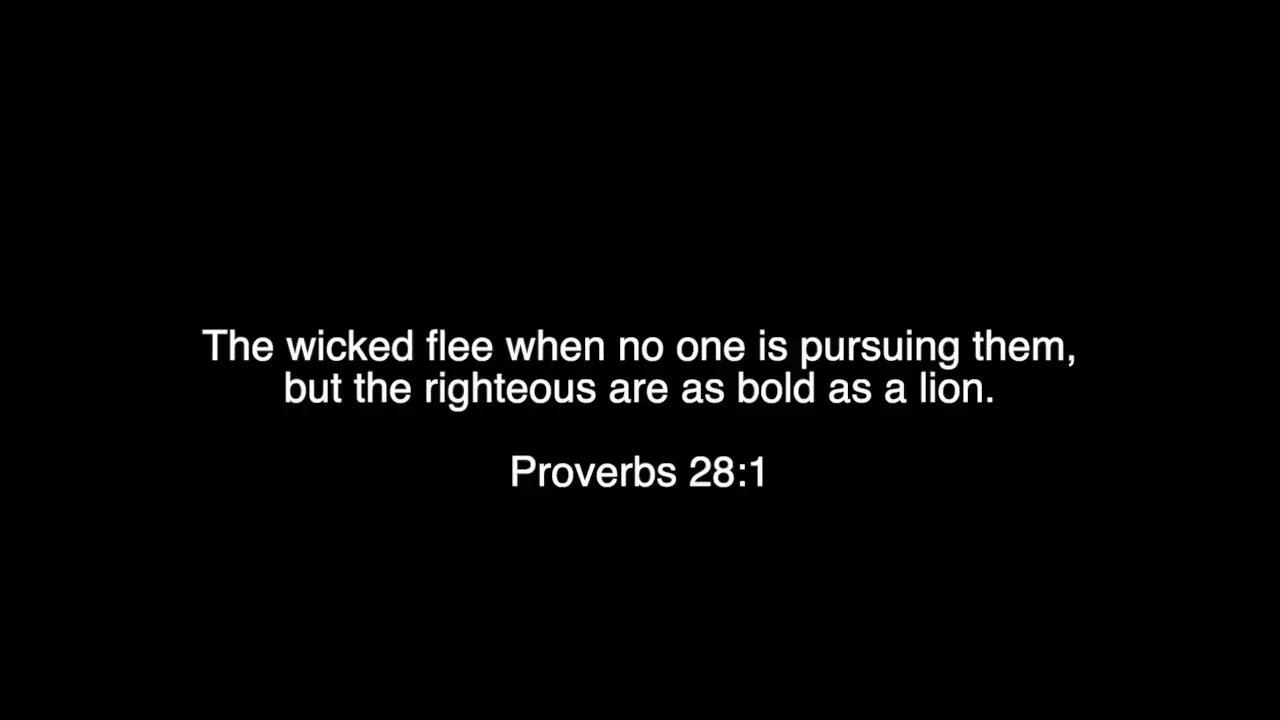 The wicked flee when no one is pursuing them,
but the righteous are as bold as a lion.
Proverbs 28:1